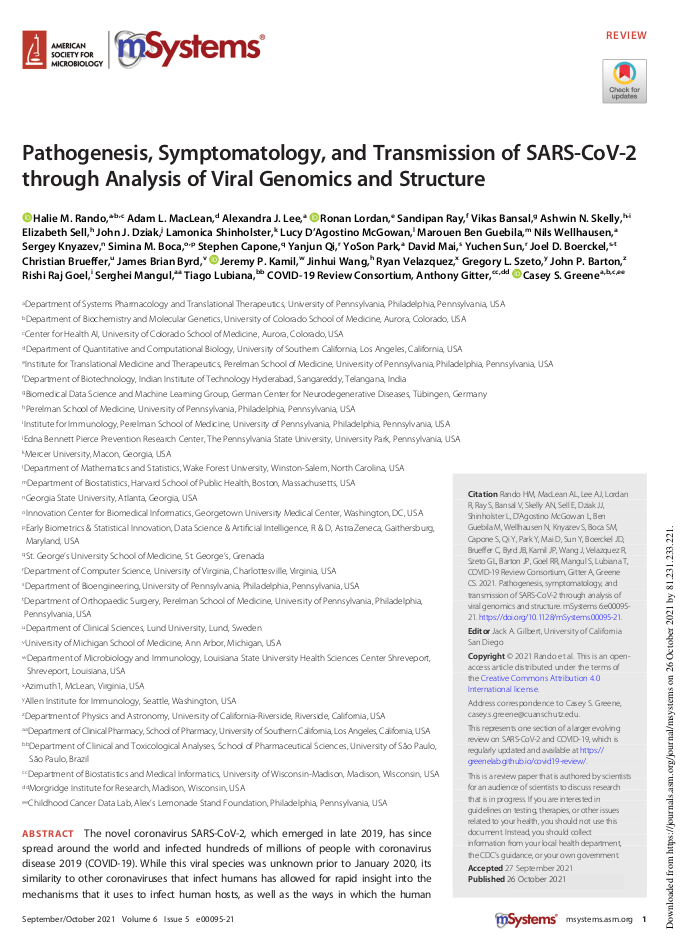 AMERICAN
SOCIETY FOR
MICROBIOLOGY
mSystems®
REVIEW
Check for
updates
Pathogenesis, Symptomatology, and Transmission of SARS-CoV-2
through Analysis of Viral Genomics and Structure
Halie M. Rando,a,b,c Adam L. MacLean,d Alexandra J. Lee,a Ronan Lordan,e Sandipan Ray,f Vikas Bansal,g Ashwin N. Skelly,h,i
Elizabeth Sell,h John J. Dziak,j Lamonica Shinholster,k Lucy D'Agostino McGowan,l Marouen Ben Guebila,m Nils Wellhausen,a
Sergey Knyazev,n Simina M. Boca,o,p Stephen Capone,q Yanjun Qi,r YoSon Park,a David Mai,s Yuchen Sun,r Joel D. Boerckel,s,t
Christian Brueffer,u James Brian Byrd,v Jeremy P. Kamil,w Jinhui Wang,h Ryan Velazquez,x Gregory L. Szeto,y John P. Barton,z
Rishi Raj Goel,i Serghei Mangul,aa Tiago Lubiana,bb COVID-19 Review Consortium, Anthony Gitter,cc,dd Casey S. Greenea,b,c,ee
aDepartment of Systems Pharmacology and Translational Therapeutics, University of Pennsylvania, Philadelphia, Pennsylvania, USA
bDepartment of Biochemistry and Molecular Genetics, University of Colorado School of Medicine, Aurora, Colorado, USA
cCenter for Health AI, University of Colorado School of Medicine, Aurora, Colorado, USA
dDepartment of Quantitative and Computational Biology, University of Southern California, Los Angeles, California, USA
eInstitute for Translational Medicine and Therapeutics, Perelman School of Medicine, University of Pennsylvania, Philadelphia, Pennsylvania, USA
fDepartment of Biotechnology, Indian Institute of Technology Hyderabad, Sangareddy, Telangana, India
gBiomedical Data Science and Machine Learning Group, German Center for Neurodegenerative Diseases, Tübingen, Germany
hPerelman School of Medicine, University of Pennsylvania, Philadelphia, Pennsylvania, USA
iInstitute for Immunology, Perelman School of Medicine, University of Pennsylvania, Philadelphia, Pennsylvania, USA
jEdna Bennett Pierce Prevention Research Center, The Pennsylvania State University, University Park, Pennsylvania, USA
kMercer University, Macon, Georgia, USA
lDepartment of Mathematics and Statistics, Wake Forest University, Winston-Salem, North Carolina, USA
mDepartment of Biostatistics, Harvard School of Public Health, Boston, Massachusetts, USA
nGeorgia State University, Atlanta, Georgia, USA
oInnovation Center for Biomedical Informatics, Georgetown University Medical Center, Washington, DC, USA
pEarly Biometrics & Statistical Innovation, Data Science & Artificial Intelligence, R & D, AstraZeneca, Gaithersburg,
Maryland, USA
qSt. George's University School of Medicine, St. George's, Grenada
rDepartment of Computer Science, University of Virginia, Charlottesville, Virginia, USA
sDepartment of Bioengineering, University of Pennsylvania, Philadelphia, Pennsylvania, USA
tDepartment of Orthopaedic Surgery, Perelman School of Medicine, University of Pennsylvania, Philadelphia,
Pennsylvania, USA
uDepartment of Clinical Sciences, Lund University, Lund, Sweden
vUniversity of Michigan School of Medicine, Ann Arbor, Michigan, USA
wDepartment of Microbiology and Immunology, Louisiana State University Health Sciences Center Shreveport,
Shreveport, Louisiana, USA
xAzimuth1, McLean, Virginia, USA
yAllen Institute for Immunology, Seattle, Washington, USA
zDepartment of Physics and Astronomy, University of California-Riverside, Riverside, California, USA
aaDepartment of Clinical Pharmacy, School of Pharmacy, University of Southern California, Los Angeles, California, USA
bbDepartment of Clinical and Toxicological Analyses, School of Pharmaceutical Sciences, University of São Paulo,
São Paulo, Brazil
ccDepartment of Biostatistics and Medical Informatics, University of Wisconsin-Madison, Madison, Wisconsin, USA
ddMorgridge Institute for Research, Madison, Wisconsin, USA
eeChildhood Cancer Data Lab, Alex's Lemonade Stand Foundation, Philadelphia, Pennsylvania, USA
ABSTRACT The novel coronavirus SARS-CoV-2, which emerged in late 2019, has since
spread around the world and infected hundreds of millions of people with coronavirus
disease 2019 (COVID-19). While this viral species was unknown prior to January 2020, its
similarity to other coronaviruses that infect humans has allowed for rapid insight into the
mechanisms that it uses to infect human hosts, as well as the ways in which the human
Citation Rando HM, MacLean AL, Lee AJ, Lordan
R, Ray S, Bansal V, Skelly AN, Sell E, Dziak JJ,
Shinholster L, D'Agostino McGowan L, Ben
Guebila M, Wellhausen N, Knyazev S, Boca SM,
Capone S, Qi Y, Park Y, Mai D, Sun Y, Boerckel JD,
Brueffer C, Byrd JB, Kamil JP, Wang J, Velazquez R,
Szeto GL, Barton JP, Goel RR, Mangul S, Lubiana T,
COVID-19 Review Consortium, Gitter A, Greene
CS. 2021. Pathogenesis, symptomatology, and
transmission of SARS-CoV-2 through analysis of
viral genomics and structure. mSystems 6:e00095-
21. https://doi.org/10.1128/mSystems.00095-21.
Editor Jack A. Gilbert, University of California
San Diego
Copyright © 2021 Rando et al. This is an open-
access article distributed under the terms of
the Creative Commons Attribution 4.0
International license.
Address correspondence to Casey S. Greene,
casey.s.greene@cuanschutz.edu.
This represents one section of a larger evolving
review on SARS-CoV-2 and COVID-19, which is
regularly updated and available at https://
greenelab.github.io/covid19-review/.
This is a review paper that is authored by scientists
for an audience of scientists to discuss research
that is in progress. If you are interested in
guidelines on testing, therapies, or other issues
related to your health, you should not use this
document. Instead, you should collect
information from your local health department,
the CDC's guidance, or your own government.
Accepted 27 September 2021
Published 26 October 2021
September/October 2021 Volume 6 Issue 5 e00095-21
mSystems® msystems.asm.org 1
Downloaded from https://journals.asm.org/journal/msystems on 26 October 2021 by 81.231.233.221.